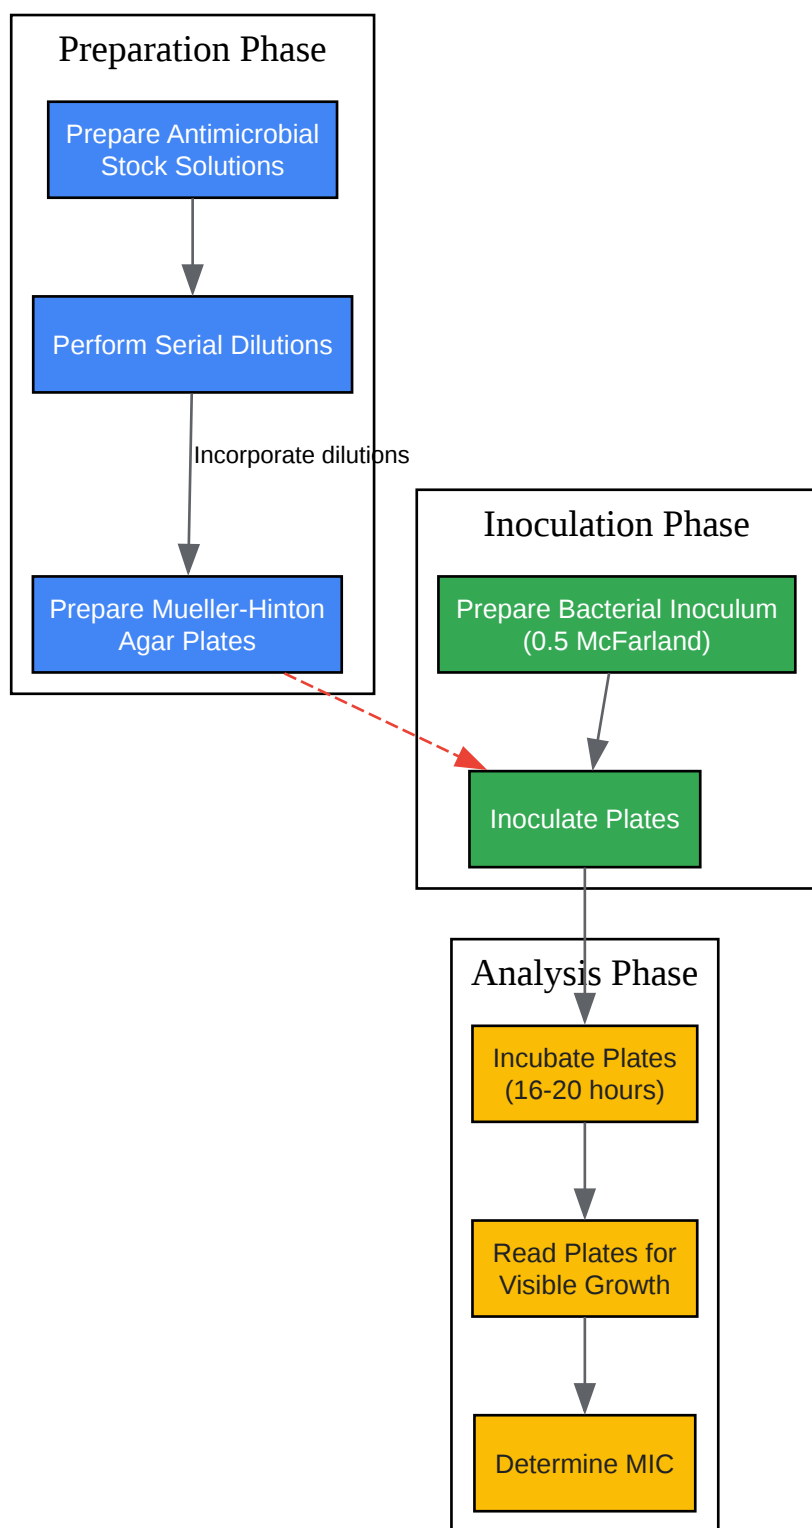 Preparation Phase
Prepare Antimicrobial
Stock Solutions
Perform Serial Dilutions
Incorporate dilutions
Prepare Mueller-Hinton
Agar Plates
Inoculation Phase
Prepare Bacterial Inoculum
(0.5 McFarland)
Inoculate Plates
Analysis Phase
Incubate Plates
(16-20 hours)
Read Plates for
Visible Growth
Determine MIC